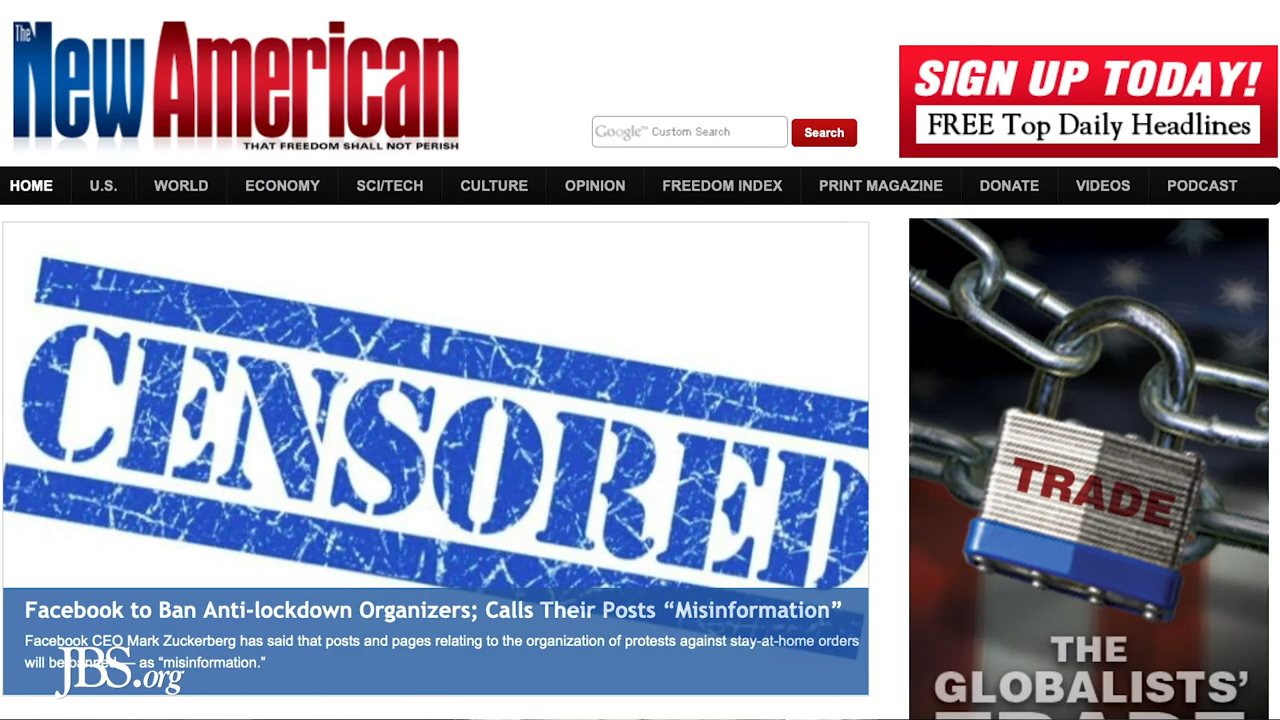 The
New American
THAT FREEDOM SHALL NOT PERISH
Google™ Custom Search
Search
SIGN UP TODAY!
FREE Top Daily Headlines
HOME
U.S.
WORLD
ECONOMY
SCI/TECH
CULTURE
OPINION
FREEDOM INDEX
PRINT MAGAZINE
DONATE
VIDEOS
PODCAST
CENSORED
Facebook to Ban Anti-lockdown Organizers; Calls Their Posts “Misinformation”
Facebook CEO Mark Zuckerberg has said that posts and pages relating to the organization of protests against stay-at-home orders
will be banned — as “misinformation.”
JBS.org
TRADE
THE
GLOBALISTS’
TRADE